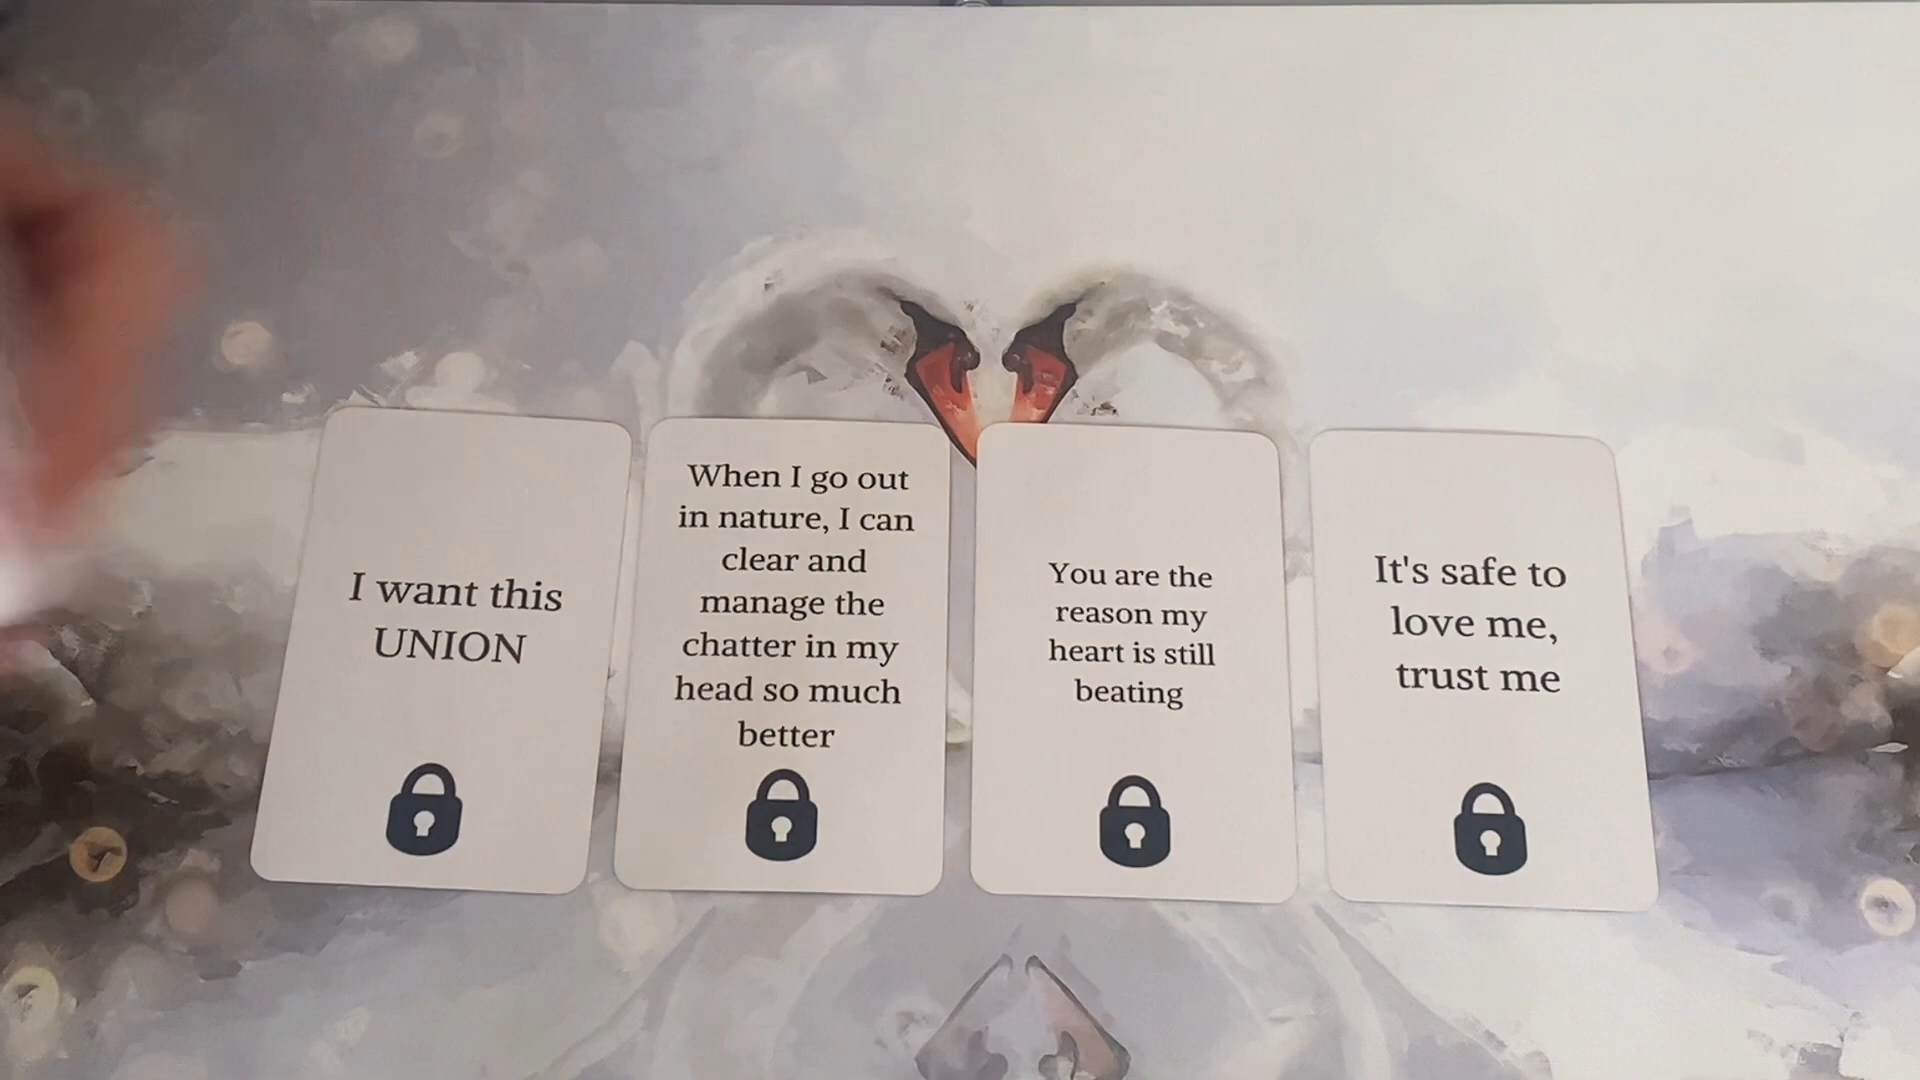 I want this
UNION
When I go out
in nature, I can
clear and
manage the
chatter in my
head so much
better
You are the
reason my
heart is still
beating
It's safe to
love me,
trust me